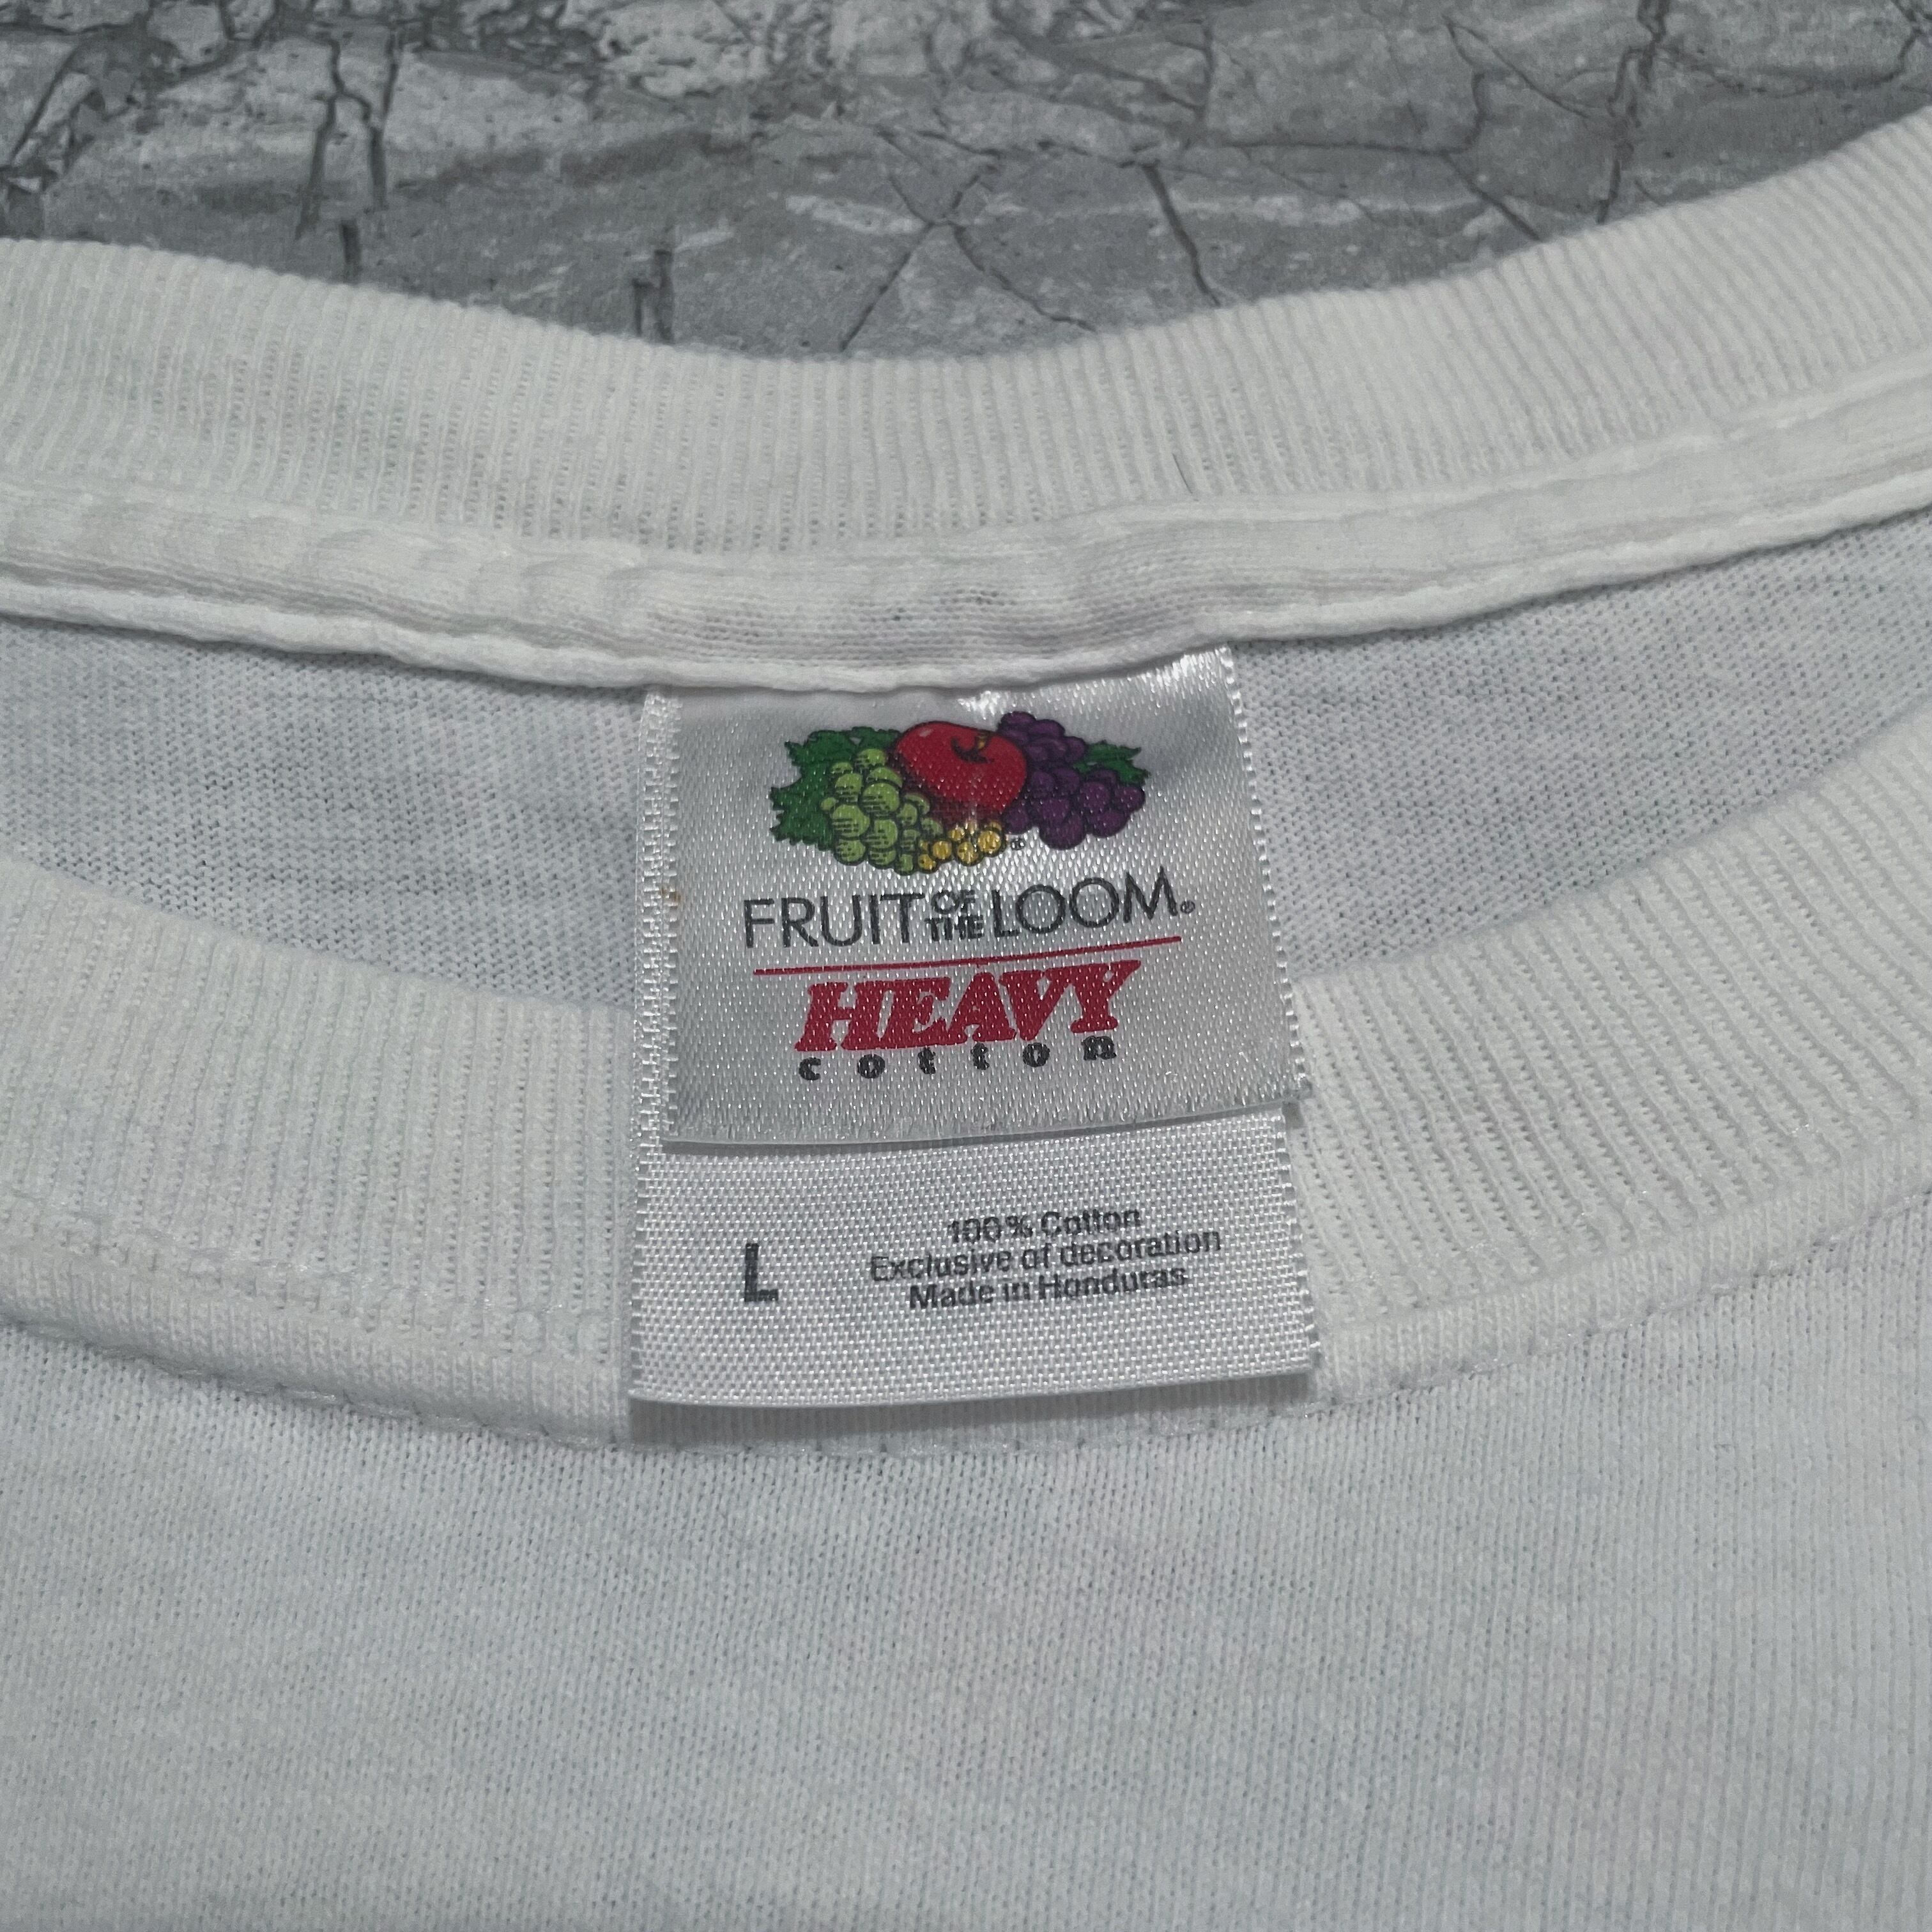 FRUIT OF THE LOOM®
HEAVY
cotton
L
100% Cotton
Exclusive of decoration
Made in Honduras